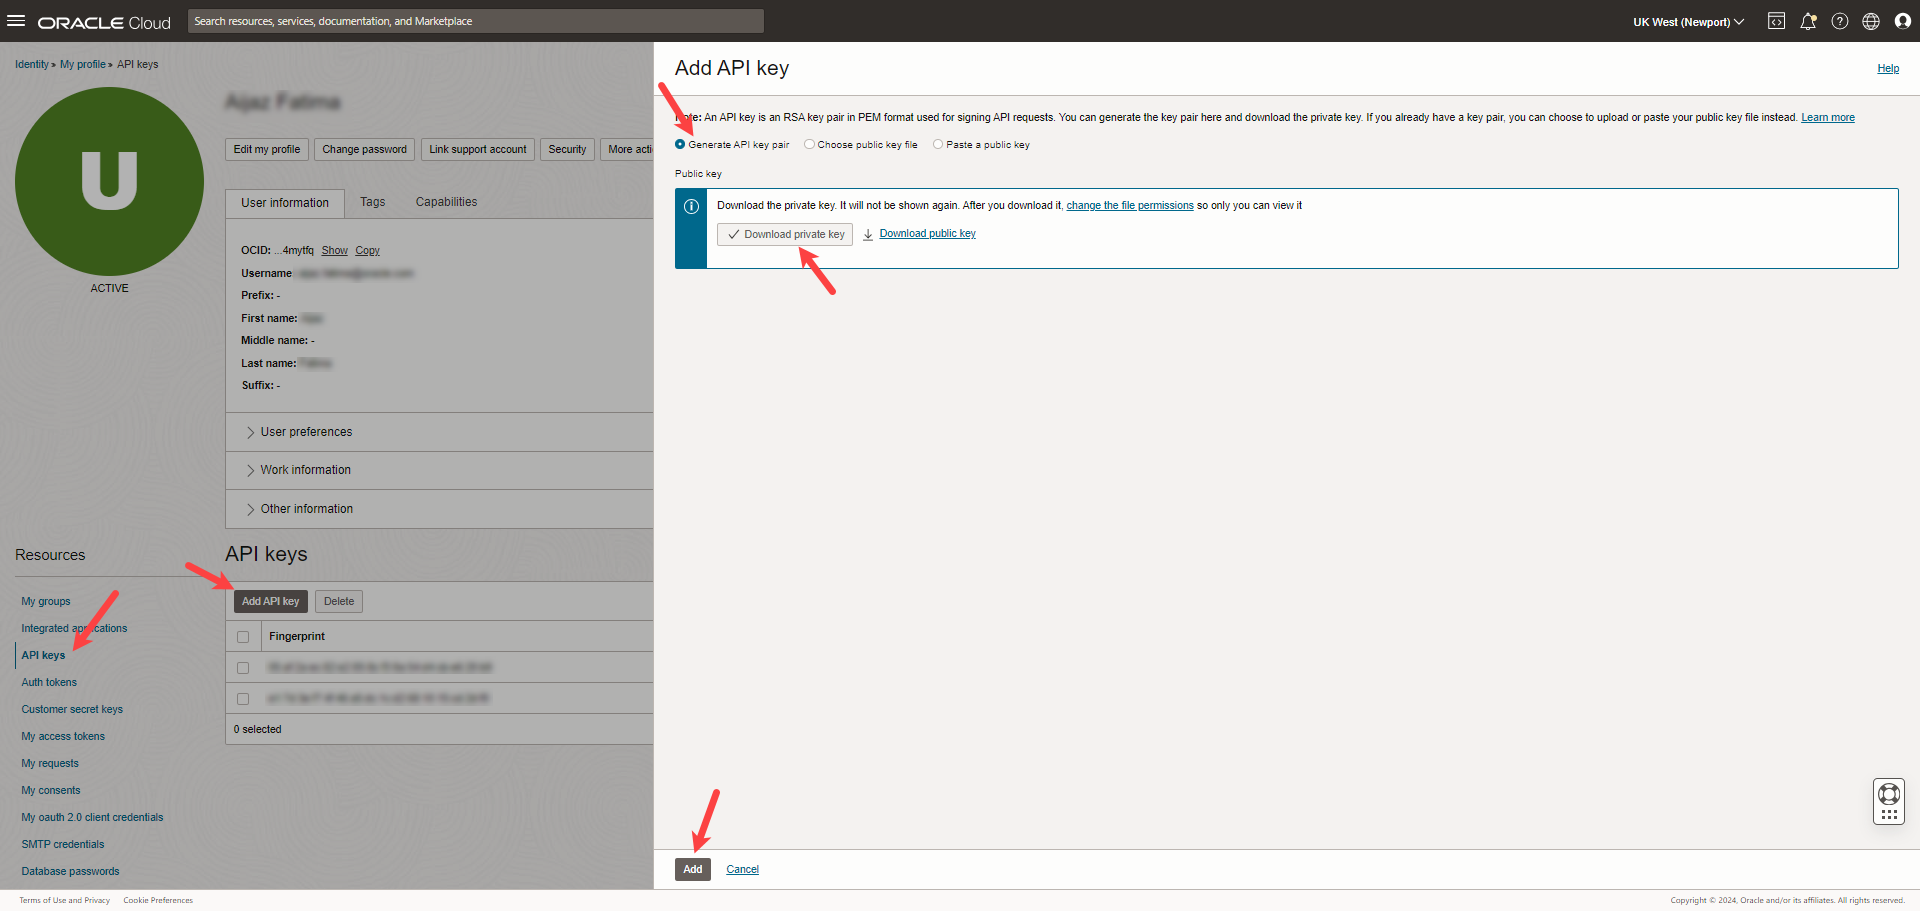 ORACLE Cloud
Search resources, services, documentation, and Marketplace
UK West (Newport)
Identity » My profile » API keys
U
ACTIVE
Edit my profile
Change password
Link support account
Security
More acti
User information
Tags
Capabilities
OCID: ...4mytfq Show Copy
Username
Prefix: -
First name:
Middle name: -
Last name:
Suffix: -
User preferences
Work information
Other information
Resources
My groups
Integrated applications
API keys
Auth tokens
Customer secret keys
My access tokens
My requests
My consents
My oauth 2.0 client credentials
SMTP credentials
Database passwords
API keys
Add API key
Delete
Fingerprint
0 selected
Add API key
Help
Note: An API key is an RSA key pair in PEM format used for signing API requests. You can generate the key pair here and download the private key. If you already have a key pair, you can choose to upload or paste your public key file instead. Learn more
Generate API key pair
Choose public key file
Paste a public key
Public key
Download the private key. It will not be shown again. After you download it, change the file permissions so only you can view it
Download private key
Download public key
Add
Cancel
Terms of Use and Privacy
Cookie Preferences
Copyright © 2024, Oracle and/or its affiliates. All rights reserved.